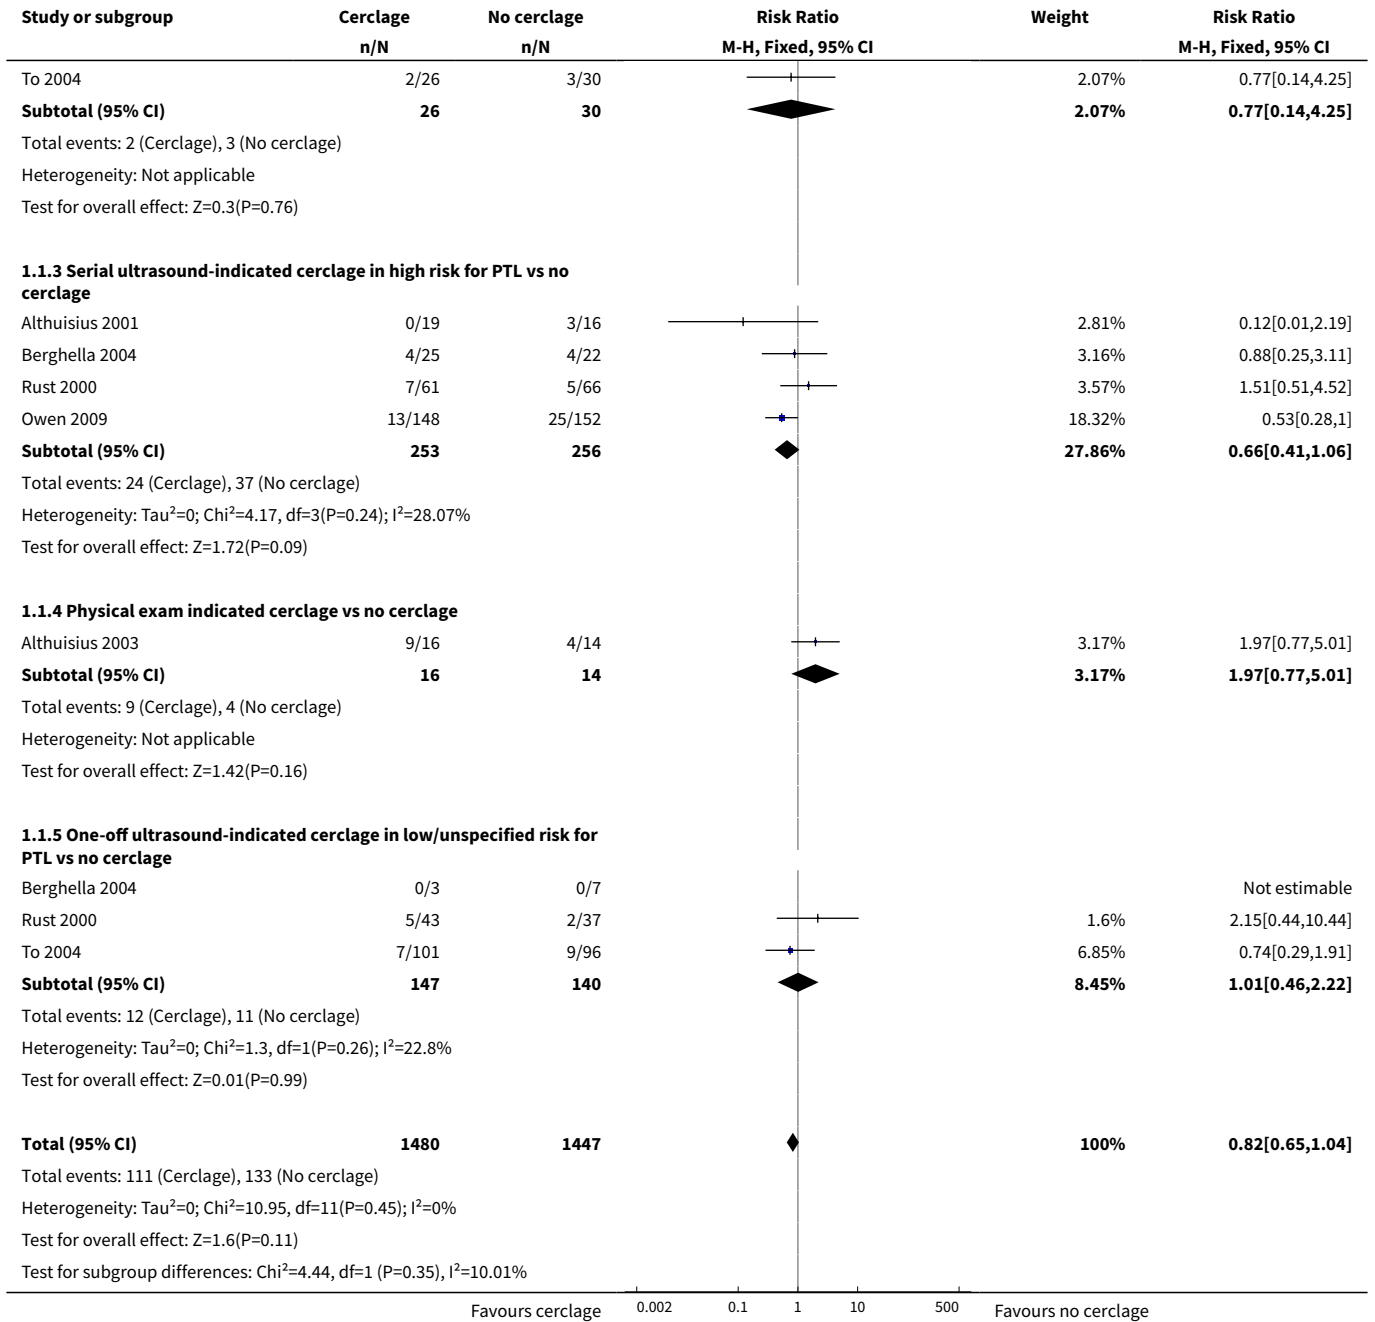 Study or subgroup Cerclage No cerclage Risk Ratio Weight Risk Ratio
n/N n/N M-H, Fixed, 95% CI M-H, Fixed, 95% CI
To 2004 2/26 3/30 2.07% 0.77[0.14,4.25]
Subtotal (95% CI) 26 30 2.07% 0.77[0.14,4.25]
Total events: 2 (Cerclage), 3 (No cerclage)
Heterogeneity: Not applicable
Test for overall effect: Z=0.3(P=0.76)
1.1.3 Serial ultrasound-indicated cerclage in high risk for PTL vs no
cerclage
Althuisius 2001 0/19 3/16 2.81% 0.12[0.01,2.19]
Berghella 2004 4/25 4/22 3.16% 0.88[0.25,3.11]
Rust 2000 7/61 5/66 3.57% 1.51[0.51,4.52]
Owen 2009 13/148 25/152 18.32% 0.53[0.28,1]
Subtotal (95% CI) 253 256 27.86% 0.66[0.41,1.06]
Total events: 24 (Cerclage), 37 (No cerclage)
Heterogeneity: Tau²=0; Chi²=4.17, df=3(P=0.24); I²=28.07%
Test for overall effect: Z=1.72(P=0.09)
1.1.4 Physical exam indicated cerclage vs no cerclage
Althuisius 2003 9/16 4/14 3.17% 1.97[0.77,5.01]
Subtotal (95% CI) 16 14 3.17% 1.97[0.77,5.01]
Total events: 9 (Cerclage), 4 (No cerclage)
Heterogeneity: Not applicable
Test for overall effect: Z=1.42(P=0.16)
1.1.5 One-off ultrasound-indicated cerclage in low/unspecified risk for
PTL vs no cerclage
Berghella 2004 0/3 0/7 Not estimable
Rust 2000 5/43 2/37 1.6% 2.15[0.44,10.44]
To 2004 7/101 9/96 6.85% 0.74[0.29,1.91]
Subtotal (95% CI) 147 140 8.45% 1.01[0.46,2.22]
Total events: 12 (Cerclage), 11 (No cerclage)
Heterogeneity: Tau²=0; Chi²=1.3, df=1(P=0.26); I²=22.8%
Test for overall effect: Z=0.01(P=0.99)
Total (95% CI) 1480 1447 100% 0.82[0.65,1.04]
Total events: 111 (Cerclage), 133 (No cerclage)
Heterogeneity: Tau²=0; Chi²=10.95, df=11(P=0.45); I²=0%
Test for overall effect: Z=1.6(P=0.11)
Test for subgroup differences: Chi²=4.44, df=1 (P=0.35), I²=10.01%
Favours cerclage 0.002 0.1 1 10 500 Favours no cerclage